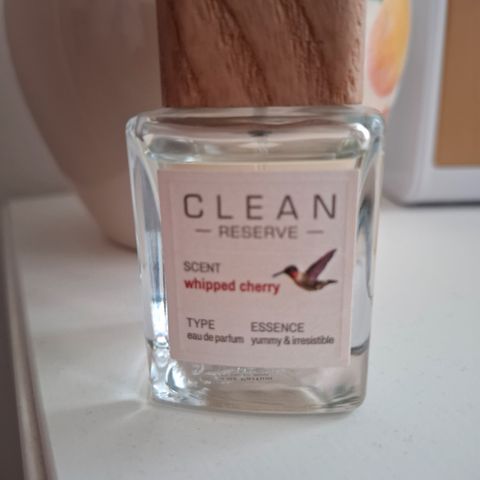 CLEAN
— RESERVE —
SCENT
whipped cherry
TYPE ESSENCE
eau de parfum yummy & irresistible